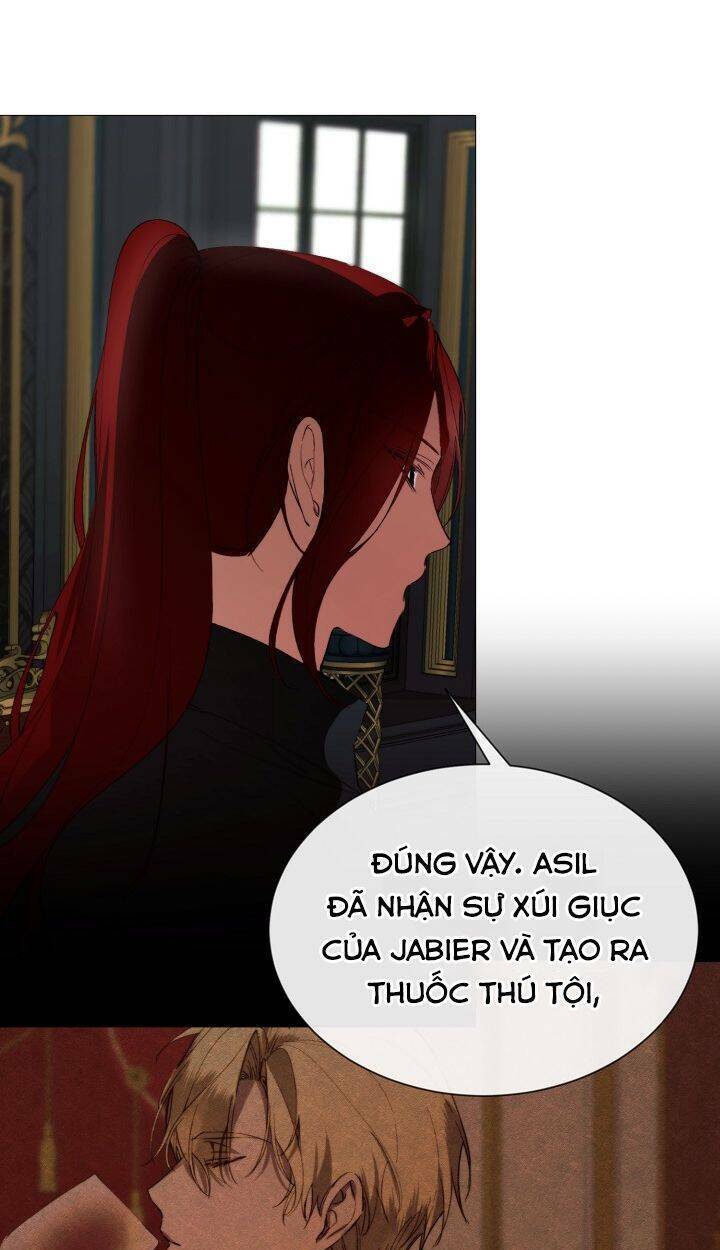 ĐÚNG VẬY. ASIL
ĐÃ NHẬN SỰ XÚI GIỤC
CỦA JABIER VÀ TẠO RA
THUỐC THÚ TỘI,